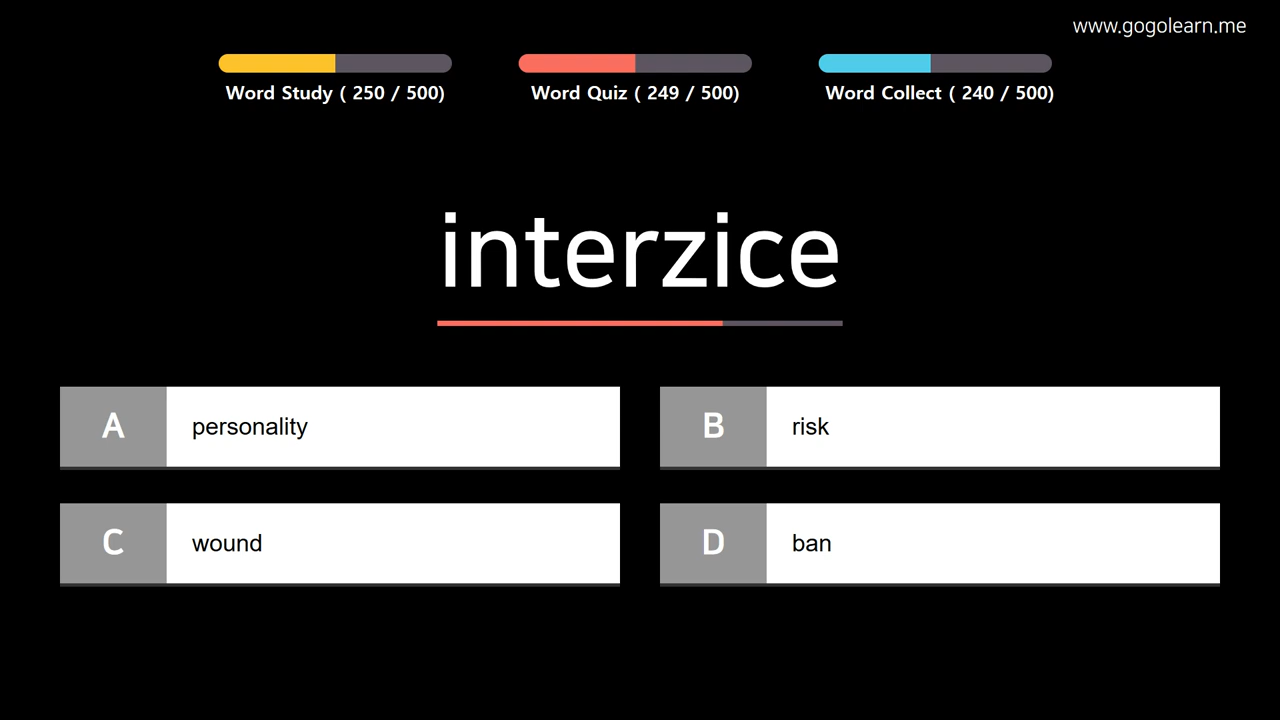 www.gogolearn.me
Word Study ( 250 / 500)
Word Quiz ( 249 / 500)
Word Collect ( 240 / 500)
interzice
A personality
B risk
C wound
D ban